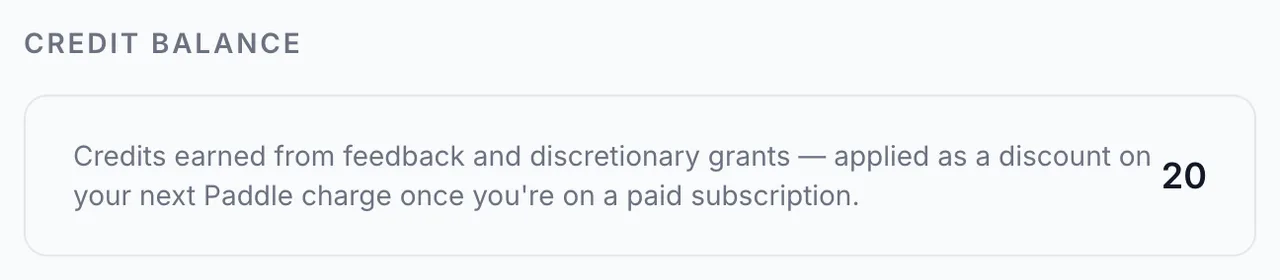 CREDIT BALANCE
Credits earned from feedback and discretionary grants — applied as a discount on
your next Paddle charge once you're on a paid subscription.
20